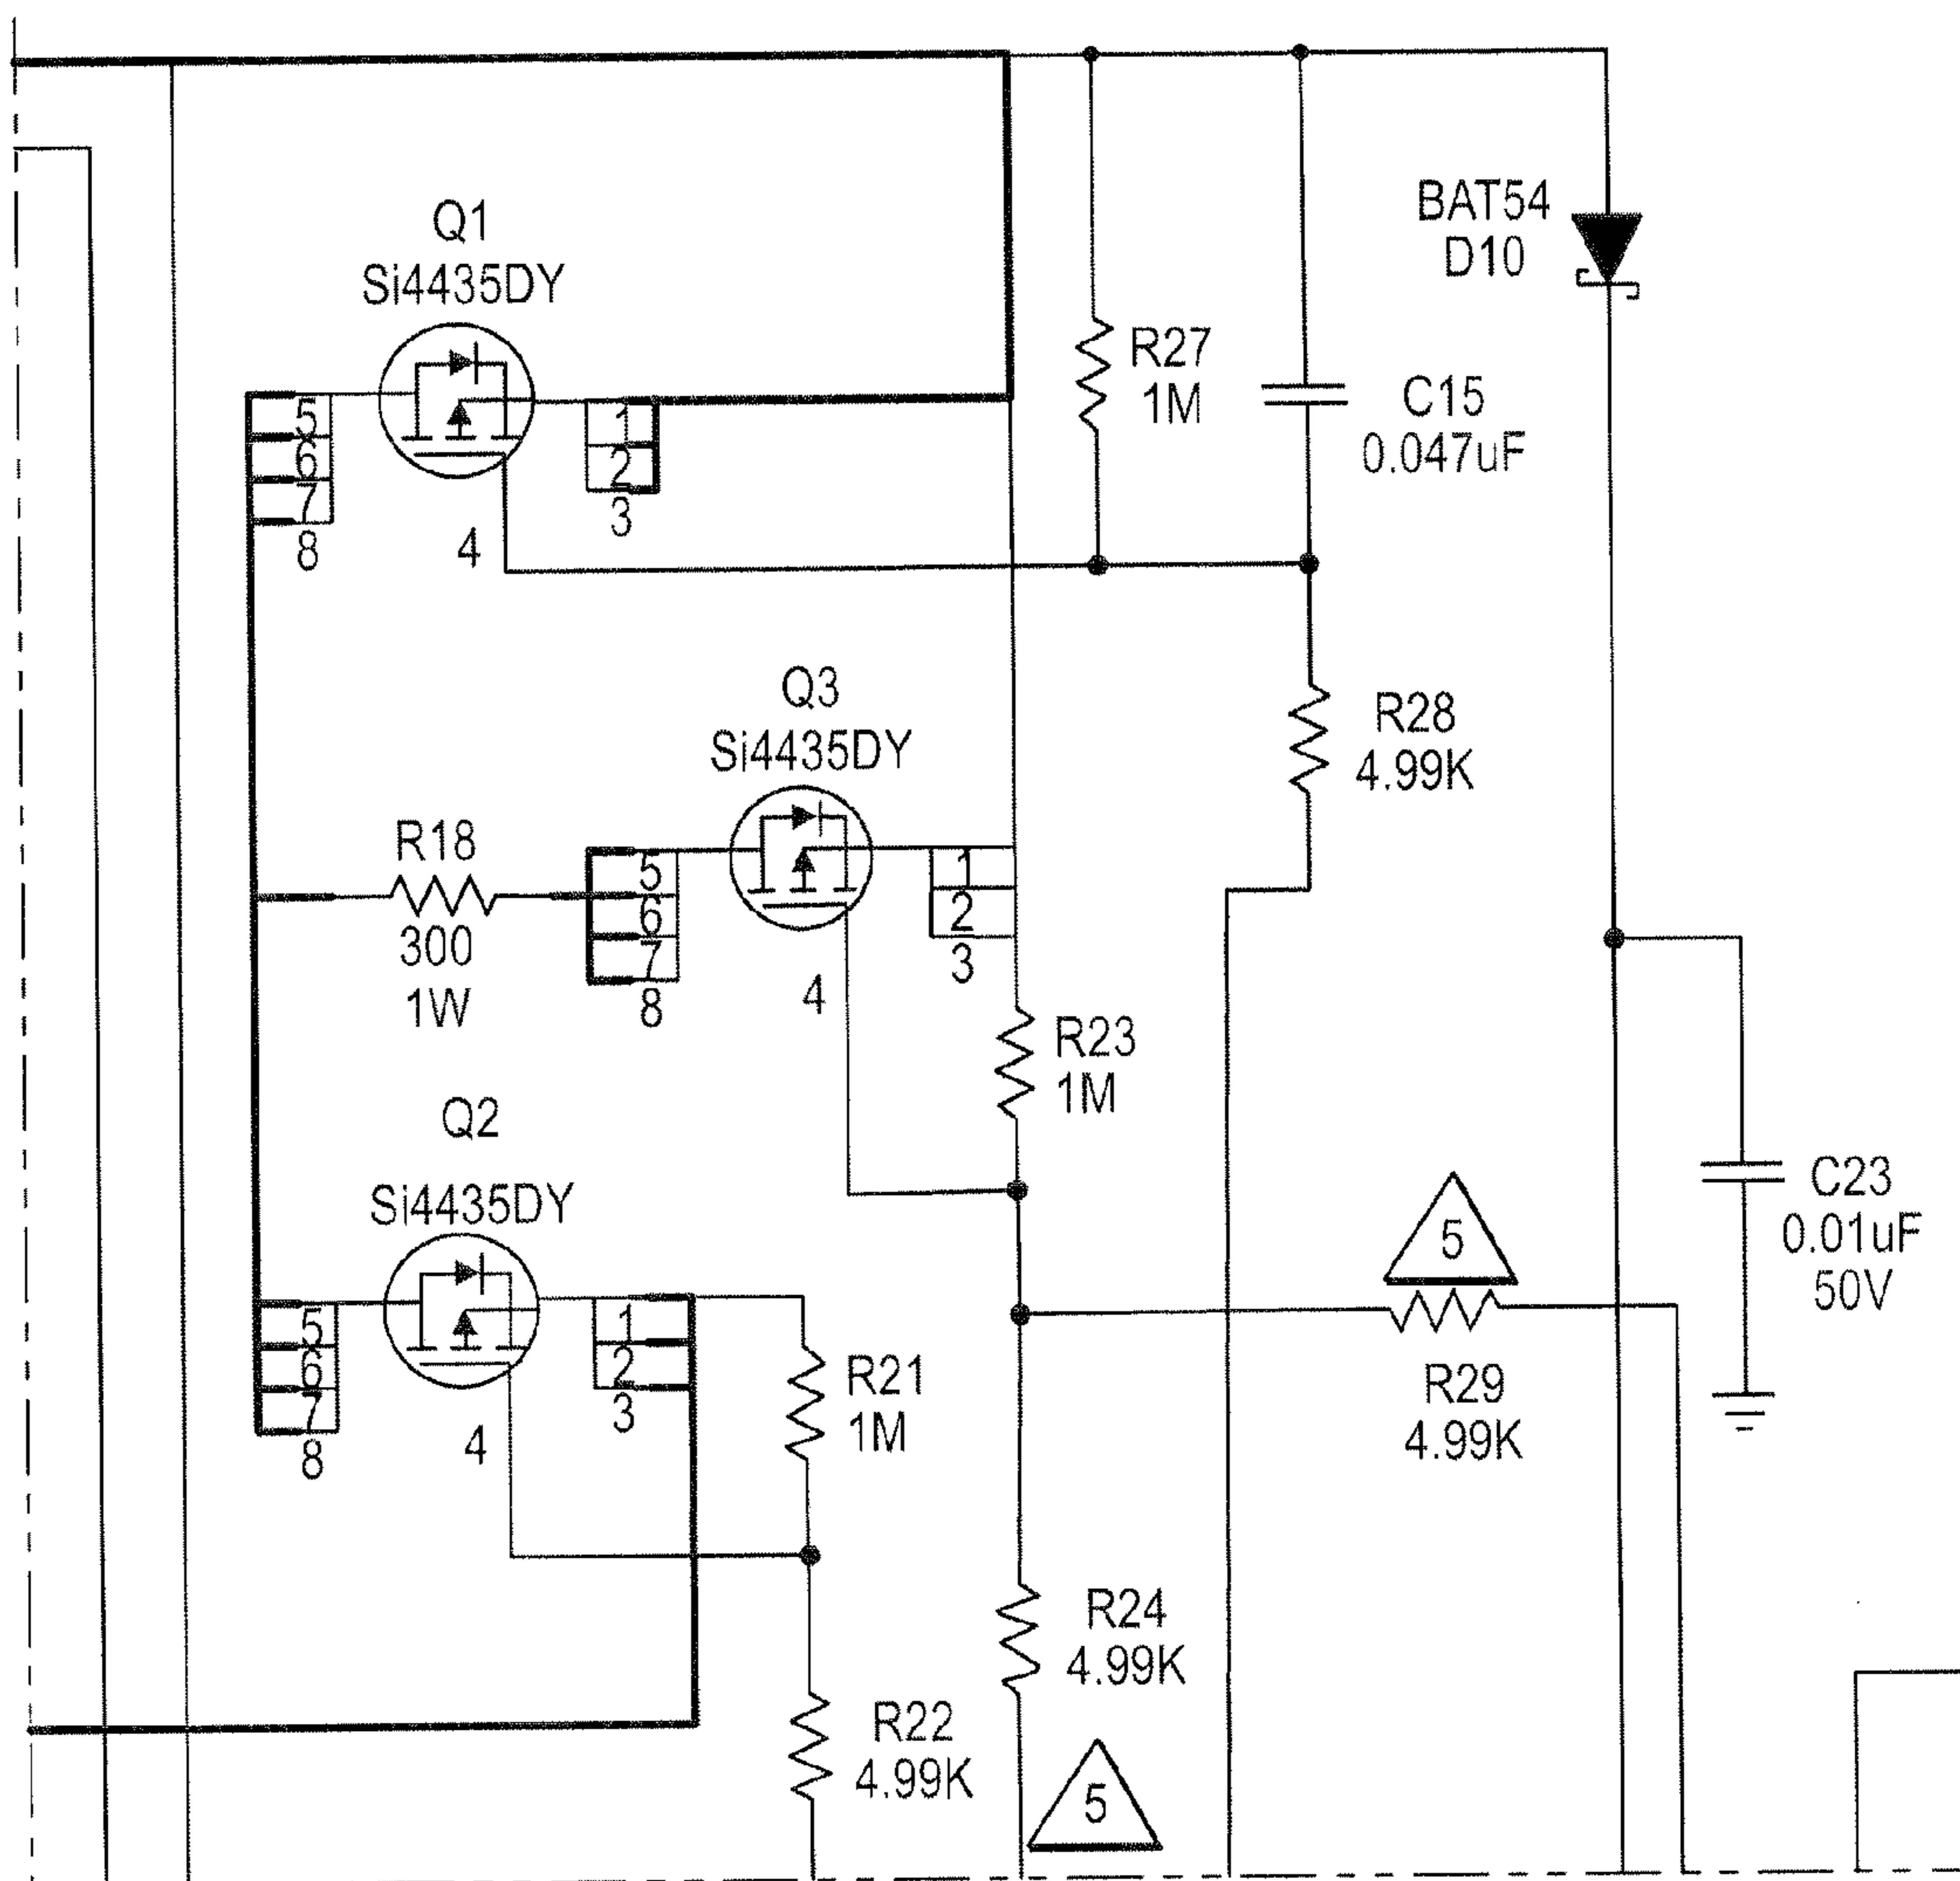 Q1
Si4435DY
5
6
7
8
4
1
2
3
R27
1M
C15
0.047uF
BAT54
D10
Q3
Si4435DY
R18
300
1W
5
6
7
8
4
1
2
3
R28
4.99K
R23
1M
Q2
Si4435DY
5
6
7
8
4
1
2
3
R21
1M
5
R29
4.99K
C23
0.01uF
50V
R24
4.99K
R22
4.99K
5